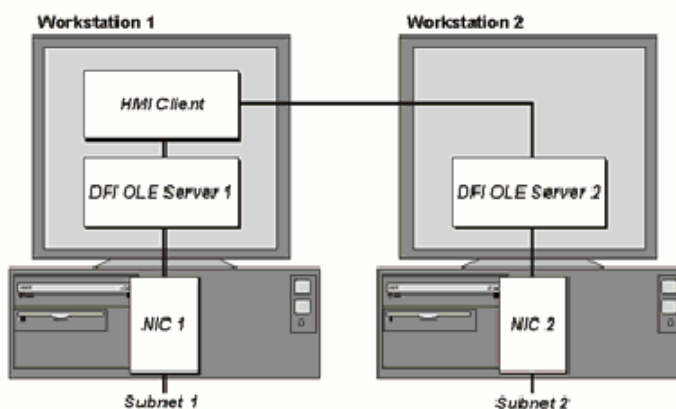 Workstation 1
Workstation 2
HMI Client
DFI OLE Server 1
DFI OLE Server 2
NIC 1
NIC 2
Subnet 1
Subnet 2